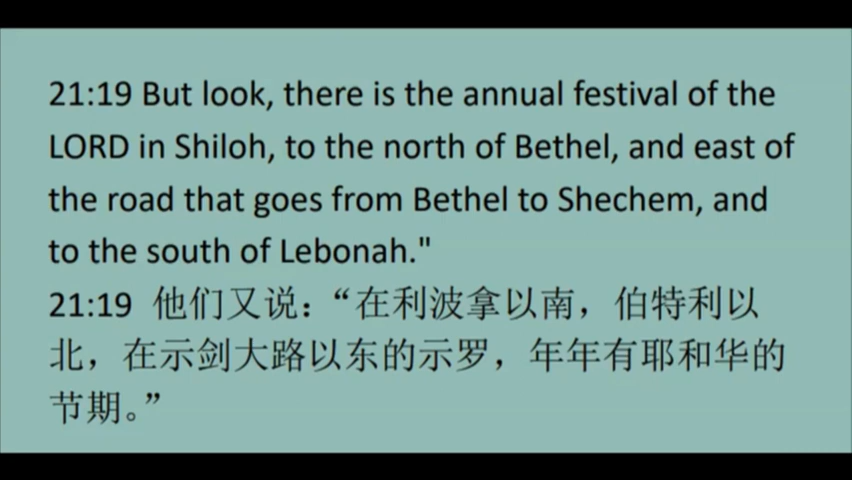 21:19 But look, there is the annual festival of the
LORD in Shiloh, to the north of Bethel, and east of
the road that goes from Bethel to Shechem, and
to the south of Lebonah."
21:19 他们又说：“在利波拿以南，伯特利以
北，在示剑大路以东的示罗，年年有耶和华的
节期。”